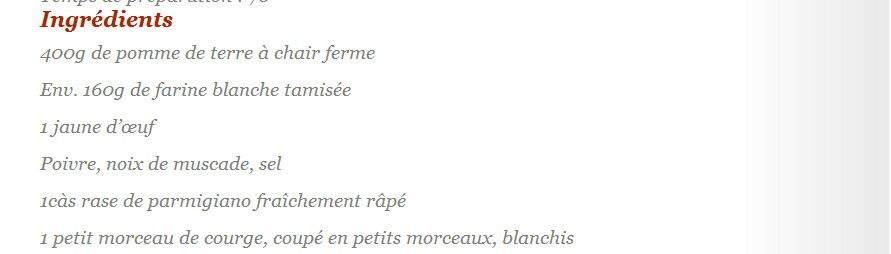 Ingrédients
400g de pomme de terre à chair ferme
Env. 160g de farine blanche tamisée
1 jaune d’œuf
Poivre, noix de muscade, sel
1càs rase de parmigiano fraîchement râpé
1 petit morceau de courge, coupé en petits morceaux, blanchis